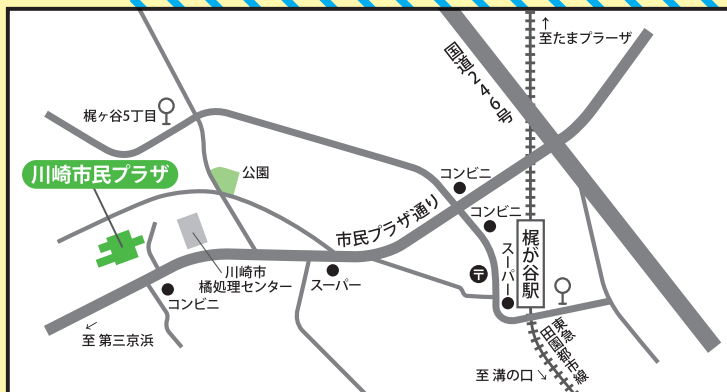 ↑
至たまプラーザ
国道246号
梶ヶ谷5丁目
川崎市民プラザ
公園
コンビニ
市民プラザ通り
コンビニ
梶が谷駅
スーパー
〒
川崎市
橘処理センター
スーパー
コンビニ
←
至 第三京浜
東急
田園都市線
至 溝の口↘